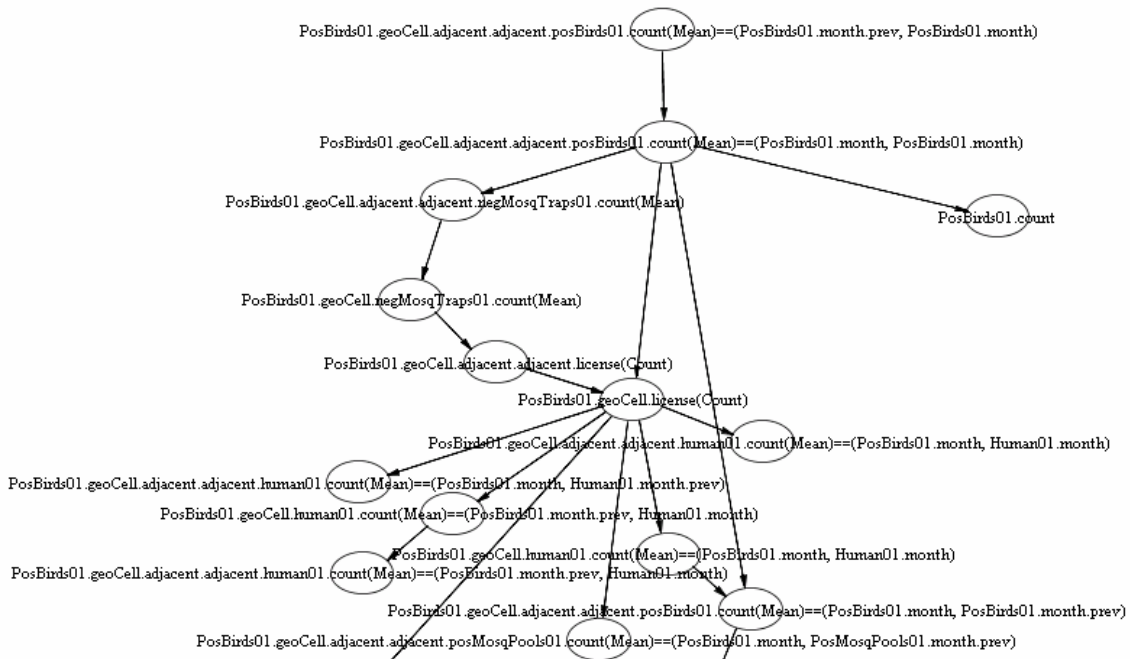 PosBirds01.geoCell.adjacent.adjacent.posBirds01.count(Mean)==(PosBirds01.month.prev, PosBirds01.month)
PosBirds01.geoCell.adjacent.adjacent.posBirds01.count(Mean)==(PosBirds01.month, PosBirds01.month)
PosBirds01.geoCell.adjacent.adjacent.negMosqTraps01.count(Mean)
PosBirds01.count
PosBirds01.geoCell.negMosqTraps01.count(Mean)
PosBirds01.geoCell.adjacent.adjacent.license(Count)
PosBirds01.geoCell.license(Count)
PosBirds01.geoCell.adjacent.adjacent.human01.count(Mean)==(PosBirds01.month, Human01.month)
PosBirds01.geoCell.adjacent.adjacent.human01.count(Mean)==(PosBirds01.month, Human01.month.prev)
PosBirds01.geoCell.human01.count(Mean)==(PosBirds01.month.prev, Human01.month)
PosBirds01.geoCell.human01.count(Mean)==(PosBirds01.month, Human01.month)
PosBirds01.geoCell.adjacent.adjacent.human01.count(Mean)==(PosBirds01.month.prev, Human01.month)
PosBirds01.geoCell.adjacent.adjacent.posBirds01.count(Mean)==(PosBirds01.month, PosBirds01.month.prev)
PosBirds01.geoCell.adjacent.adjacent.posMosqPools01.count(Mean)==(PosBirds01.month, PosMosqPools01.month.prev)